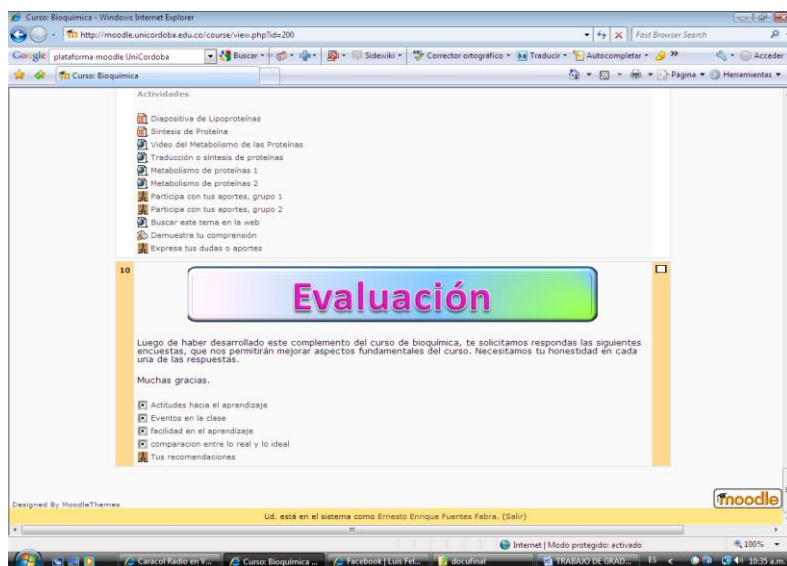 Curso: Bioquímica - Windows Internet Explorer
http://moodle.unicordoba.edu.co/course/view.php?id=200
Fast Browser Search
Google plataforma moodle UniCordoba Buscar Sidewiki Corrector ortográfico Traducir Autocompletar Acceder
Curso: Bioquímica Página Herramientas
Actividades
Diapositiva de Lipoproteínas
Sintesis de Proteina
Video del Metabolismo de las Proteínas
Traducción o síntesis de proteínas
Metabolismo de proteínas 1
Metabolismo de proteínas 2
Participa con tus aportes, grupo 1
Participa con tus aportes, grupo 2
Buscar este tema en la web
Demuestra tu comprensión
Expresa tus dudas o aportes
10
Evaluación
Luego de haber desarrollado este complemento del curso de bioquímica, te solicitamos respondas las siguientes
encuestas, que nos permitirán mejorar aspectos fundamentales del curso. Necesitamos tu honestidad en cada
una de las respuestas.
Muchas gracias.
Actitudes hacia el aprendizaje
Eventos en la clase
facilidad en el aprendizaje
comparacion entre lo real y lo ideal
Tus recomendaciones
moodle
Designed By MoodleThemes
Ud. está en el sistema como Ernesto Enrique Fuentes Fabra. (Salir)
Internet | Modo protegido: activado 100%
Caracol Radio en V... Curso: Bioquímica ... Facebook | Luis Fel... docufinal TRABAJO DE GRAD... ES 10:35 a.m.